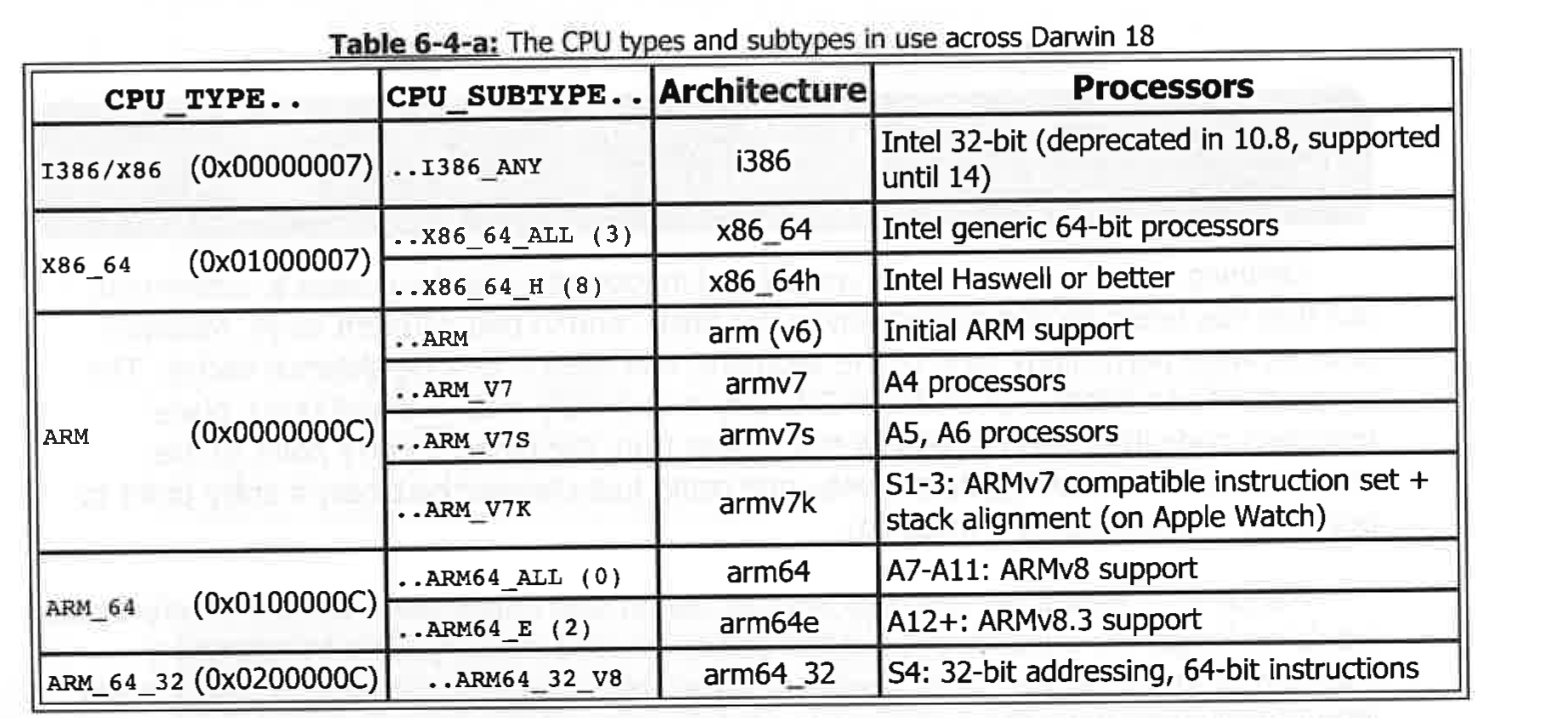 Table 6-4-a: The CPU types and subtypes in use across Darwin 18
CPU_TYPE.. CPU_SUBTYPE.. Architecture Processors
I386/X86 (0x00000007) ..I386_ANY i386 Intel 32-bit (deprecated in 10.8, supported
until 14)
X86_64 (0x01000007) ..X86_64_ALL (3) x86_64 Intel generic 64-bit processors
..X86_64_H (8) x86_64h Intel Haswell or better
ARM (0x0000000C) ..ARM arm (v6) Initial ARM support
..ARM_V7 armv7 A4 processors
..ARM_V7S armv7s A5, A6 processors
..ARM_V7K armv7k S1-3: ARMv7 compatible instruction set +
stack alignment (on Apple Watch)
ARM_64 (0x0100000C) ..ARM64_ALL (0) arm64 A7-A11: ARMv8 support
..ARM64_E (2) arm64e A12+: ARMv8.3 support
ARM_64_32 (0x0200000C) ..ARM64_32_V8 arm64_32 S4: 32-bit addressing, 64-bit instructions